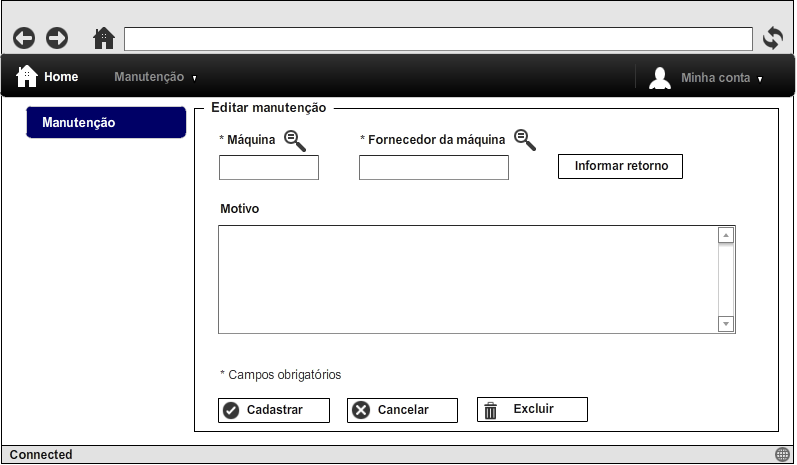 Home Manutenção Minha conta
Manutenção
Editar manutenção
* Máquina * Fornecedor da máquina
Informar retorno
Motivo
* Campos obrigatórios
Cadastrar Cancelar Excluir
Connected